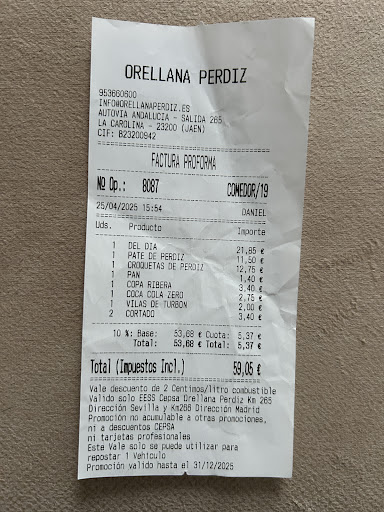 ORELLANA PERDIZ
953660600
INFO@ORELLANAPERDIZ.ES
AUTOVIA ANDALUCIA - SALIDA 265
LA CAROLINA - 23200 (JAEN)
CIF: B23200942
FACTURA PROFORMA
Nº Op.: 8087 COMEDOR/19
25/04/2025 15:54 DANIEL
Uds. Producto Importe
1 DEL DIA 21,85 €
1 PATE DE PERDIZ 11,50 €
1 CROQUETAS DE PERDIZ 12,75 €
1 PAN 1,40 €
1 COPA RIBERA 3,40 €
1 COCA COLA ZERO 2,75 €
1 VILAS DE TURBON 2,00 €
2 CORTADO 3,40 €
10 %: Base: 53,68 € Cuota: 5,37 €
Total: 53,68 € Total: 5,37 €
Total (Impuestos Incl.) 59,05 €
Vale descuento de 2 Centimos/litro combustible
Valido solo EESS Cepsa Orellana Perdiz Km 265
Dirección Sevilla y Km266 Dirección Madrid
Promoción no acumulable a otras promociones,
ni a descuentos CEPSA
ni tarjetas profesionales
Este Vale solo se puede utilizar para
repostar 1 Vehiculo
Promoción valido hasta el 31/12/2025